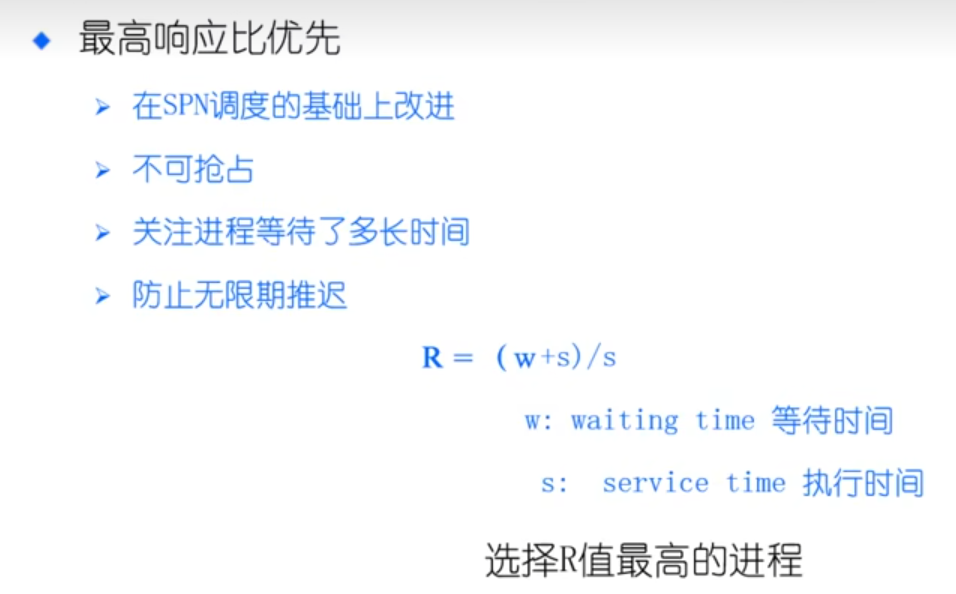 最高响应比优先
在SPN调度的基础上改进
不可抢占
关注进程等待了多长时间
防止无限期推迟
R = (w+s)/s
w: waiting time 等待时间
s: service time 执行时间
选择R值最高的进程